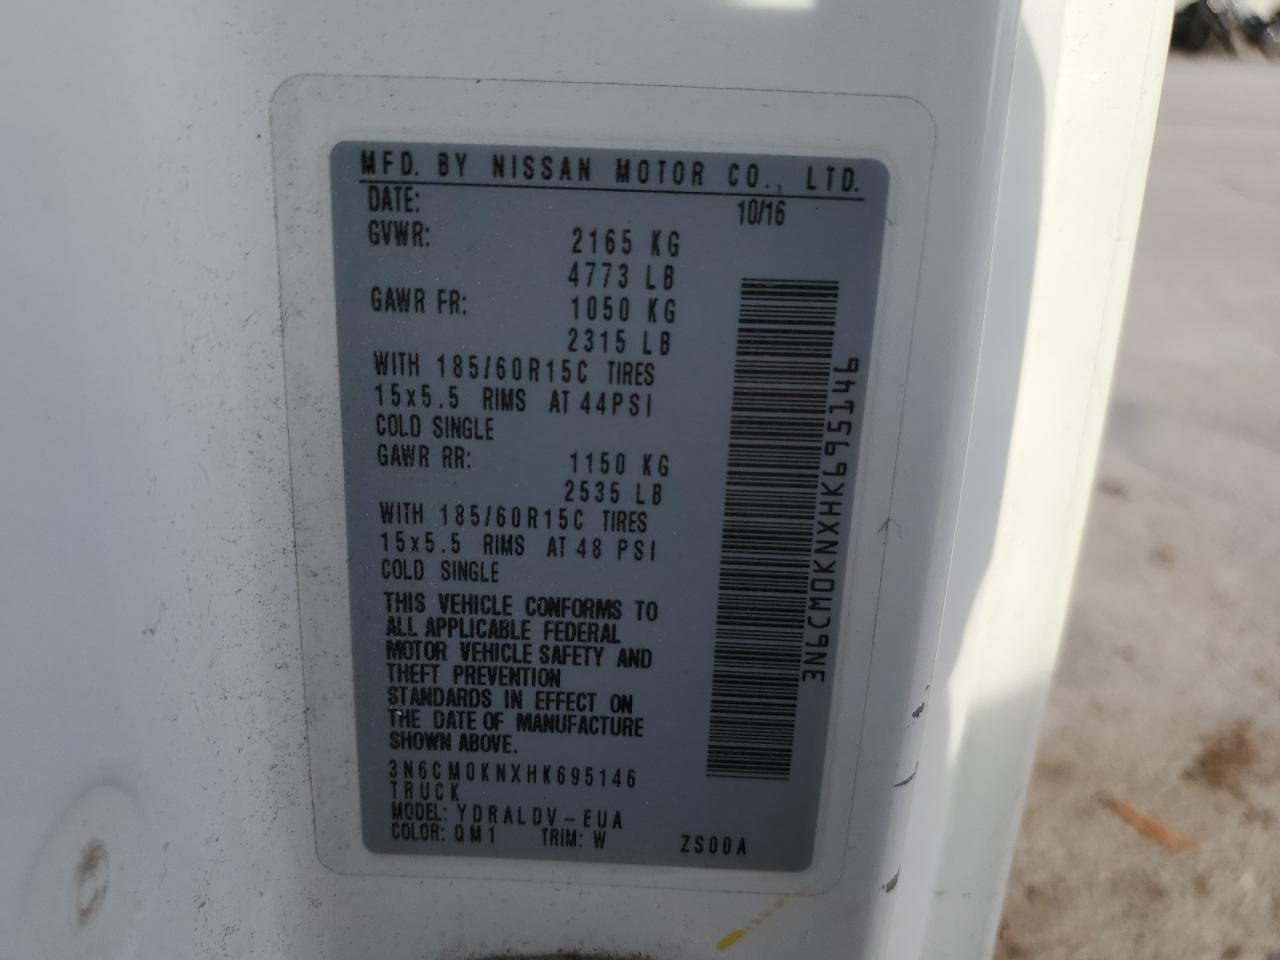 MFD. BY NISSAN MOTOR CO., LTD.
DATE: 10/16
GVWR: 2165 KG
4773 LB
GAWR FR: 1050 KG
2315 LB
WITH 185/60R15C TIRES
15x5.5 RIMS AT 44PSI
COLD SINGLE
GAWR RR: 1150 KG
2535 LB
WITH 185/60R15C TIRES
15x5.5 RIMS AT 48 PSI
COLD SINGLE
THIS VEHICLE CONFORMS TO
ALL APPLICABLE FEDERAL
MOTOR VEHICLE SAFETY AND
THEFT PREVENTION
STANDARDS IN EFFECT ON
THE DATE OF MANUFACTURE
SHOWN ABOVE.
3N6CM0KNXHK695146
TRUCK
MODEL: YDRALDV-EUA
COLOR: QM1 TRIM: W ZS00A
3N6CM0KNXHK695146